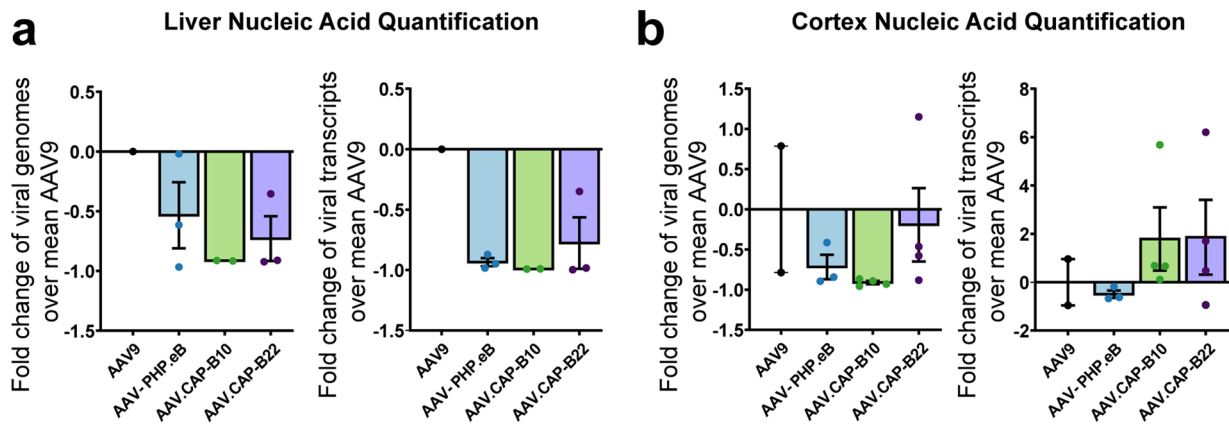 a
Liver Nucleic Acid Quantification
Fold change of viral genomes
over mean AAV9
0.5
0.0
-0.5
-1.0
-1.5
AAV9
AAV- PHP.eB
AAV.CAP-B10
AAV.CAP-B22
Fold change of viral transcripts
over mean AAV9
0.5
0.0
-0.5
-1.0
-1.5
AAV9
AAV- PHP.eB
AAV.CAP-B10
AAV.CAP-B22
b
Cortex Nucleic Acid Quantification
Fold change of viral genomes
over mean AAV9
1.5
1.0
0.5
0.0
-0.5
-1.0
-1.5
AAV9
AAV- PHP.eB
AAV.CAP-B10
AAV.CAP-B22
Fold change of viral transcripts
over mean AAV9
8
6
4
2
0
-2
AAV9
AAV- PHP.eB
AAV.CAP-B10
AAV.CAP-B22